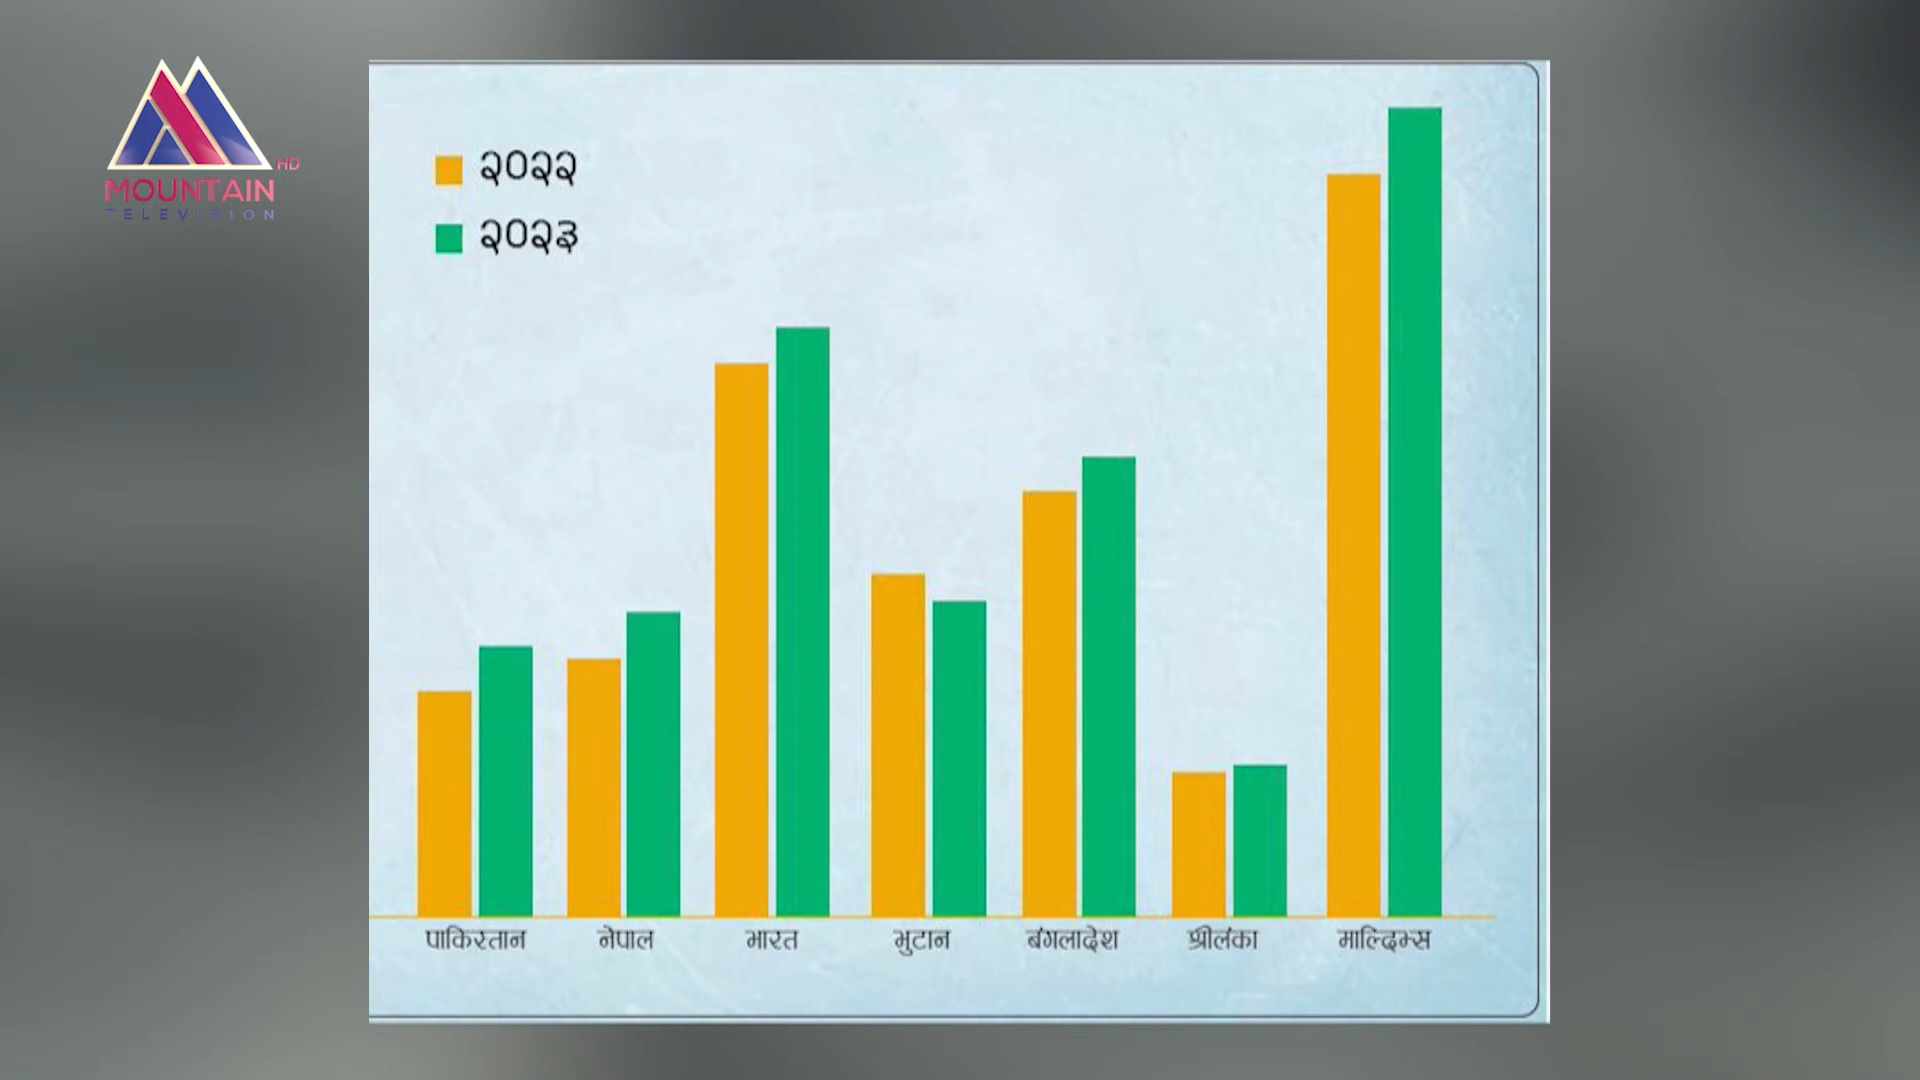 HD
MOUNTAIN
TELEVISION
२०२२
२०२३
पाकिस्तान
नेपाल
भारत
भुटान
बंगलादेश
श्रीलंका
माल्दिभ्स